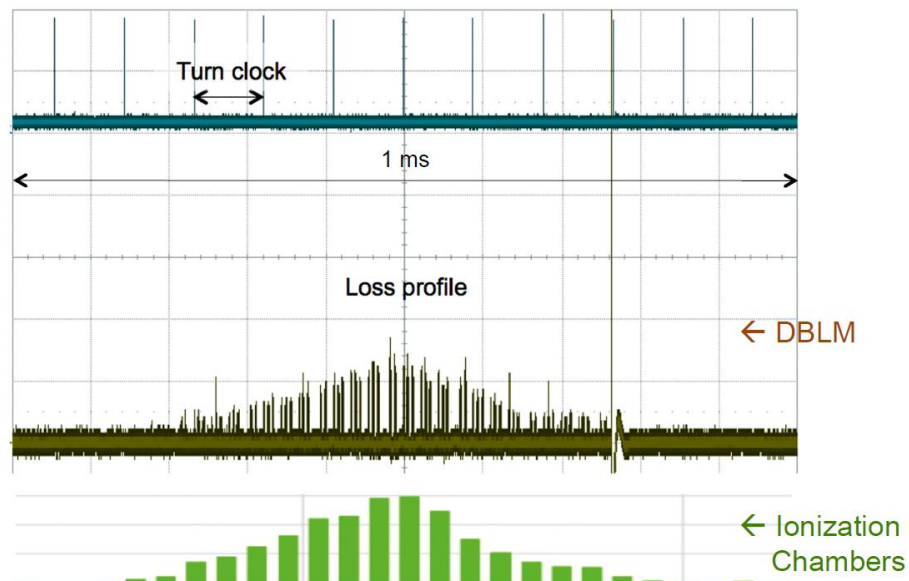 Turn clock
1 ms
Loss profile
← DBLM
← Ionization
Chambers